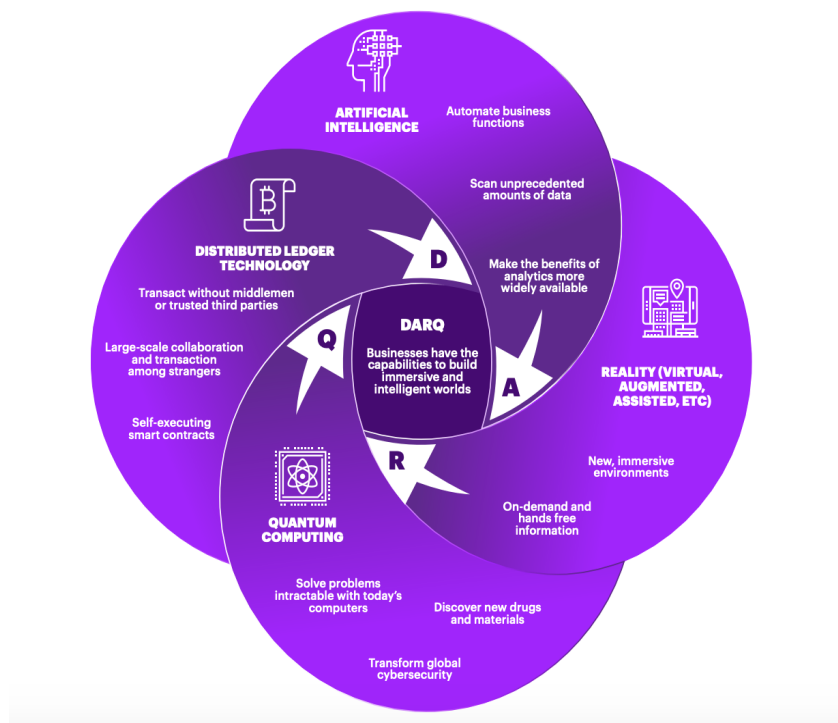 ARTIFICIAL
INTELLIGENCE
Automate business
functions
Scan unprecedented
amounts of data
Make the benefits of
analytics more
widely available
DISTRIBUTED LEDGER
TECHNOLOGY
Transact without middlemen
or trusted third parties
Large-scale collaboration
and transaction
among strangers
Self-executing
smart contracts
D
A
R
Q
DARQ
Businesses have the
capabilities to build
immersive and
intelligent worlds
REALITY (VIRTUAL,
AUGMENTED,
ASSISTED, ETC)
New, immersive
environments
On-demand and
hands free
information
QUANTUM
COMPUTING
Solve problems
intractable with today's
computers
Discover new drugs
and materials
Transform global
cybersecurity